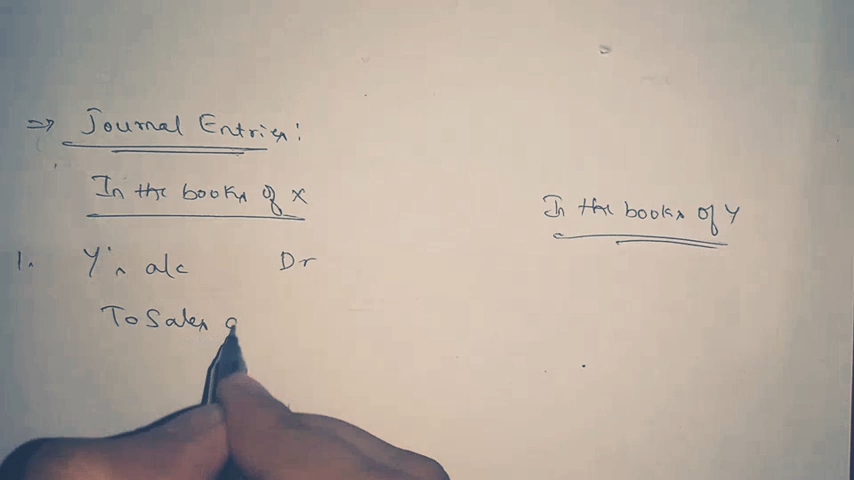 ⇒ Journal Entries:
In the books of X
In the books of Y
1. Y's a/c Dr
To Sales a